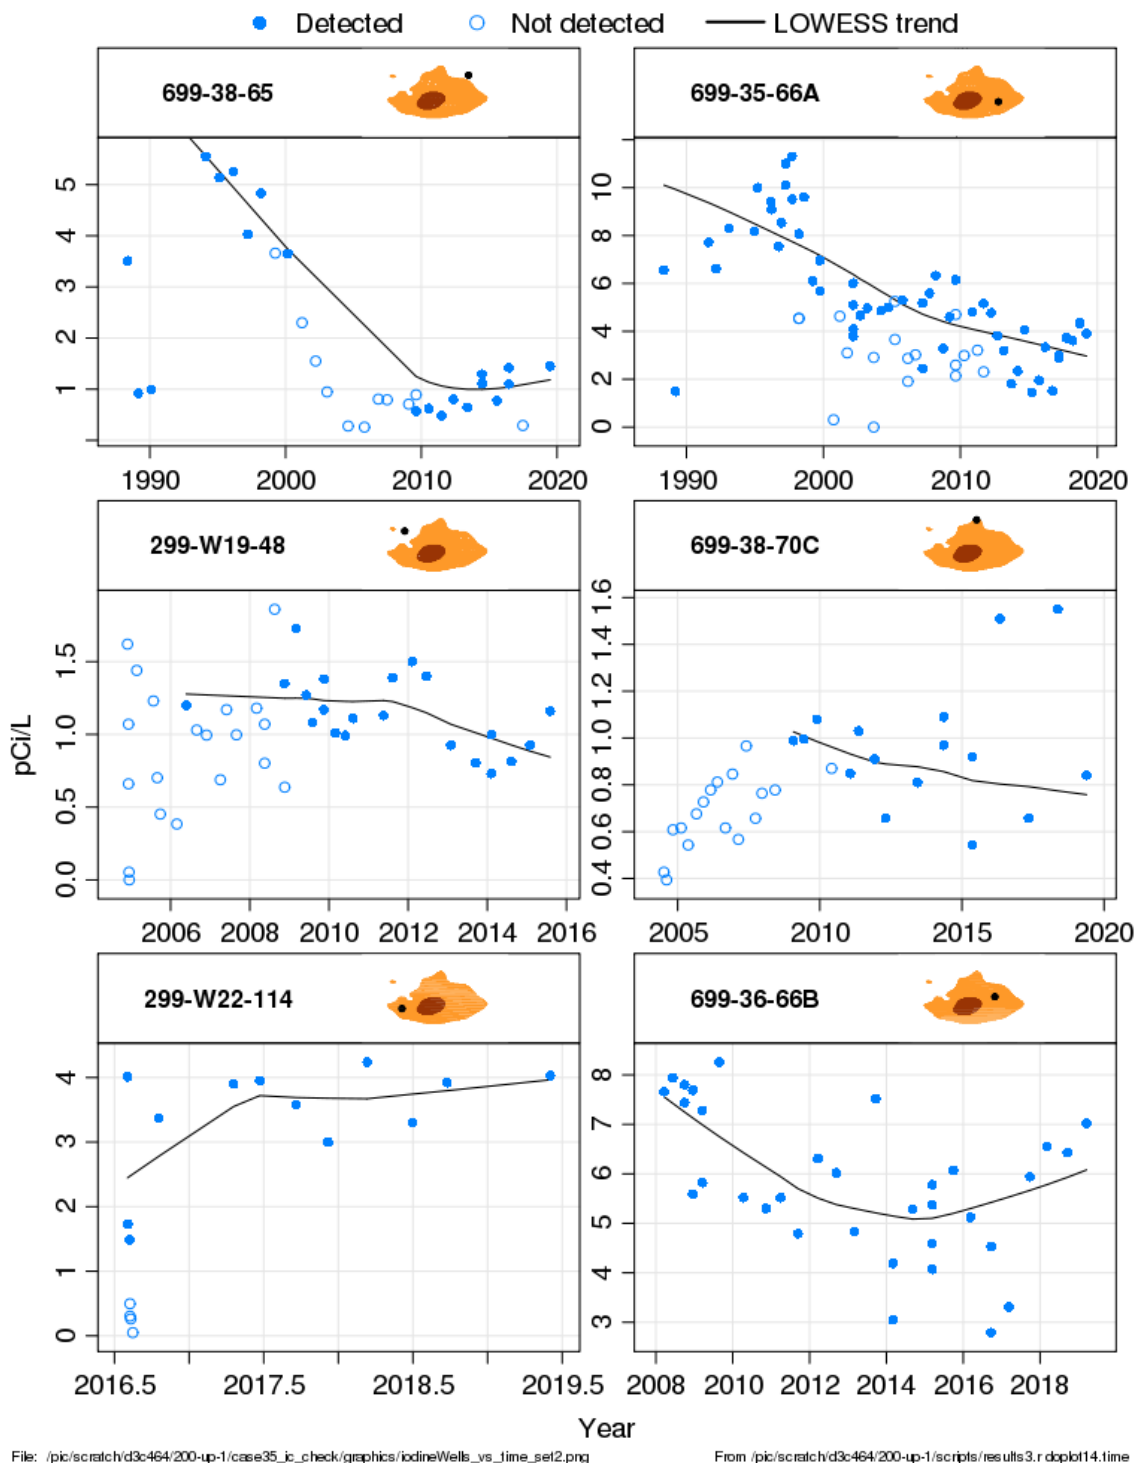 Detected Not detected LOWESS trend
699-38-65 699-35-66A
5 10
4 8
3 6
2 4
1 2
0
1990 2000 2010 2020 1990 2000 2010 2020
299-W19-48 699-38-70C
1.5 1.6
1.0 1.4
0.5 1.2
0.0 1.0
0.8
0.6
0.4
pCi/L
2006 2008 2010 2012 2014 2016 2005 2010 2015 2020
299-W22-114 699-36-66B
4 8
3 7
2 6
1 5
0 4
3
2016.5 2017.5 2018.5 2019.5 2008 2010 2012 2014 2016 2018
Year
File: /pic/scratch/d3c464/200-up-1/case35_ic_check/graphics/iodineWells_vs_time_set2.png From /pic/scratch/d3c464/200-up-1/scripts/results3.r doplot14.time